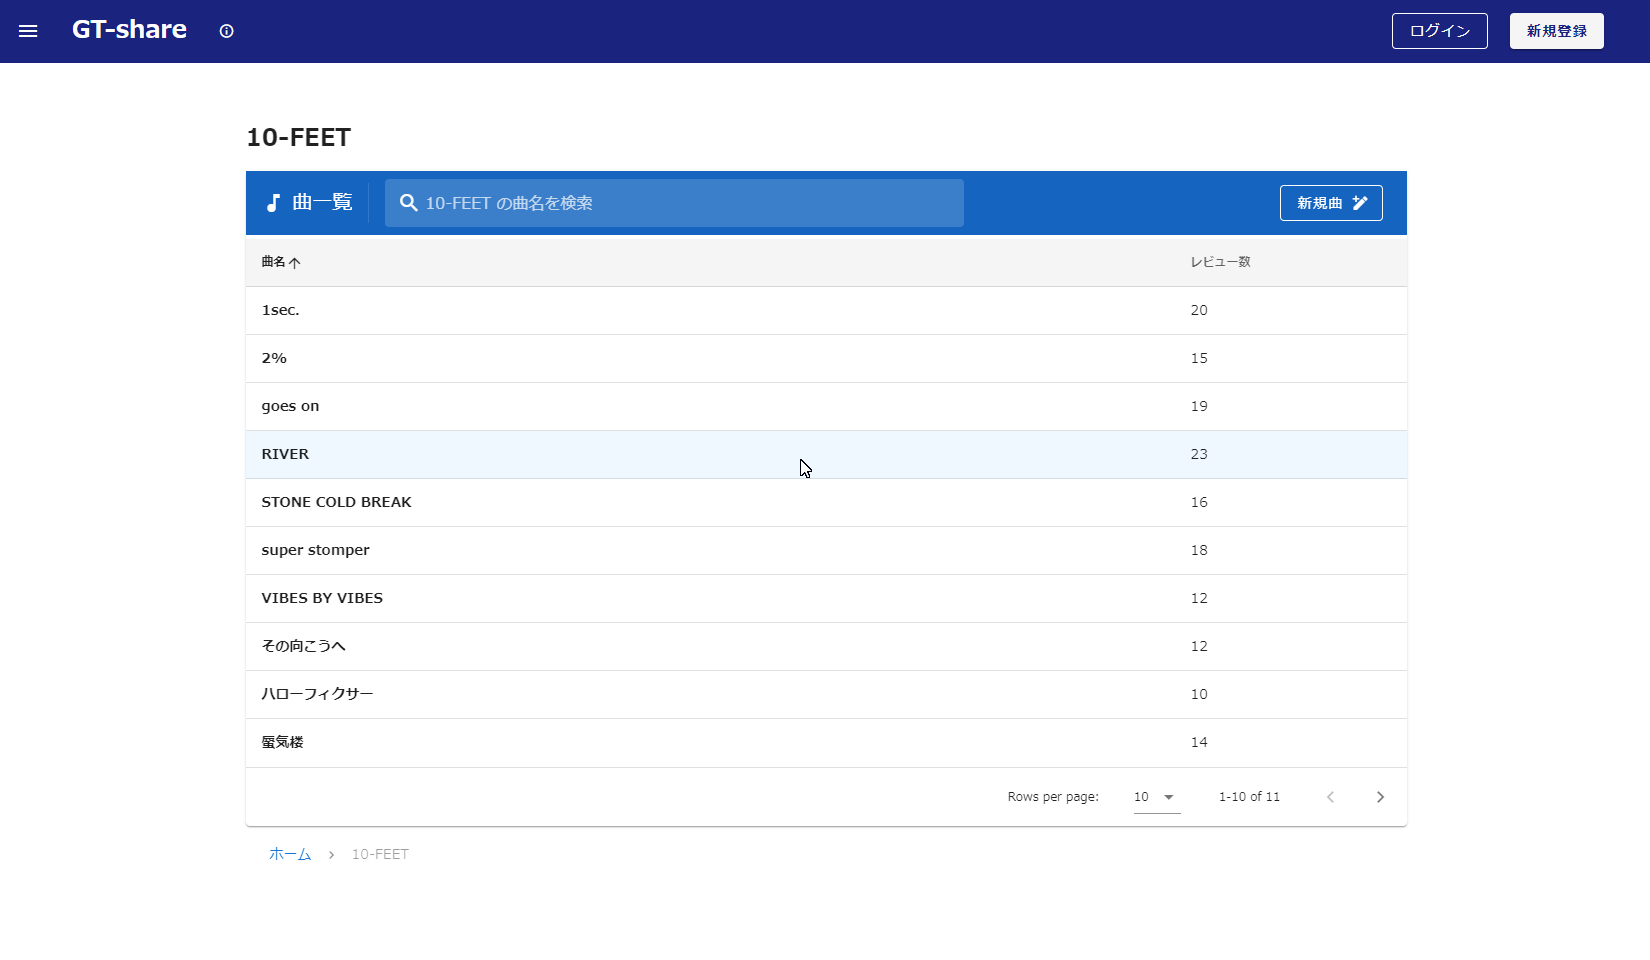 GT-share
ログイン
新規登録
10-FEET
曲一覧
10-FEET の曲名を検索
新規曲
曲名 レビュー数
1sec. 20
2% 15
goes on 19
RIVER 23
STONE COLD BREAK 16
super stomper 18
VIBES BY VIBES 12
その向こうへ 12
ハローフィクサー 10
蜃気楼 14
Rows per page: 10 1-10 of 11
ホーム > 10-FEET